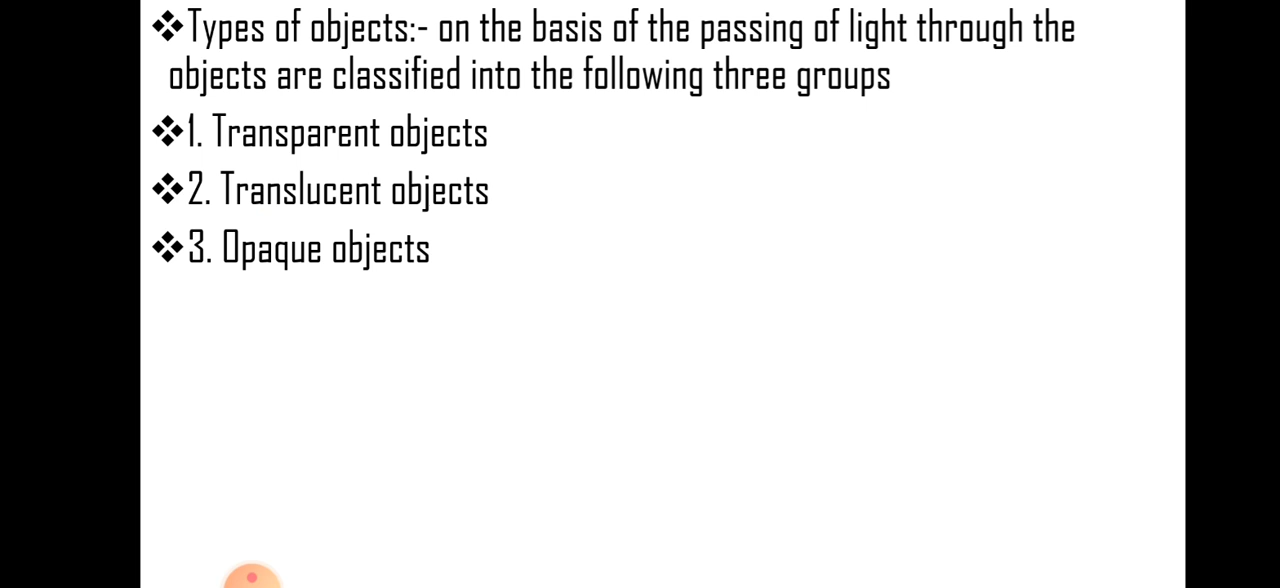 ❖Types of objects:- on the basis of the passing of light through the
objects are classified into the following three groups
❖1. Transparent objects
❖2. Translucent objects
❖3. Opaque objects